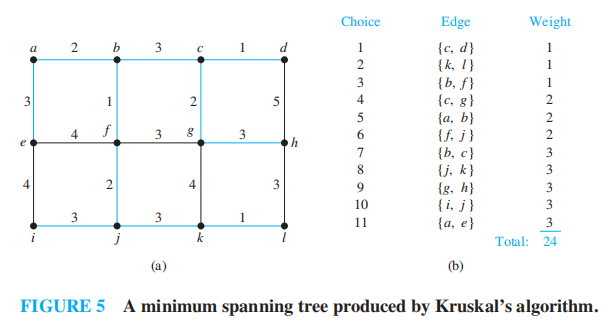 Choice Edge Weight
a 2 b 3 c 1 d
1 {c, d} 1
2 {k, l} 1
3 {b, f} 1
3 1 2 5
4 {c, g} 2
5 {a, b} 2
e 4 f 3 g 3 h
6 {f, j} 2
7 {b, c} 3
4 2 4 3
8 {j, k} 3
9 {g, h} 3
10 {i, j} 3
3 3 1
11 {a, e} 3
i j k l
Total: 24
(a) (b)
FIGURE 5 A minimum spanning tree produced by Kruskal’s algorithm.